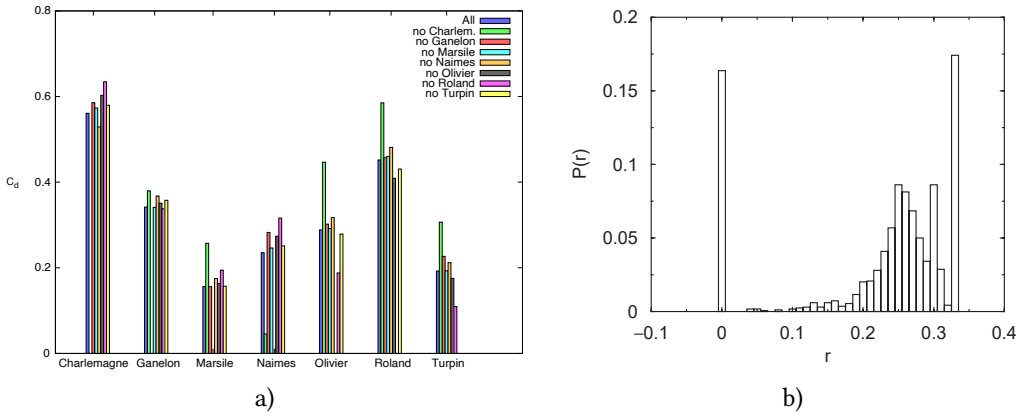 0.8
0.6
0.4
0.2
0
C_d
All
no Charlem.
no Ganelon
no Marsile
no Naimes
no Olivier
no Roland
no Turpin
Charlemagne Ganelon Marsile Naimes Olivier Roland Turpin
a)
0.2
0.15
0.1
0.05
0
P(r)
−0.1 0 0.1 0.2 0.3 0.4
r
b)